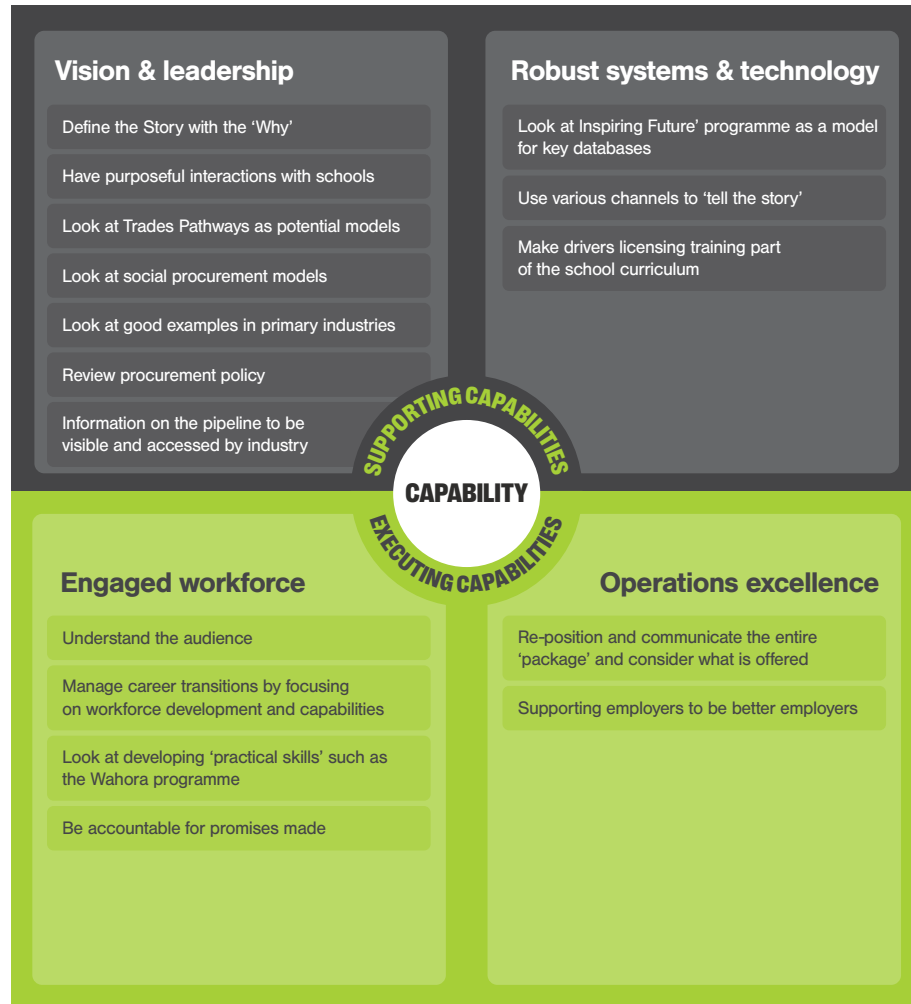 Vision & leadership
Define the Story with the ‘Why’
Have purposeful interactions with schools
Look at Trades Pathways as potential models
Look at social procurement models
Look at good examples in primary industries
Review procurement policy
Information on the pipeline to be
visible and accessed by industry
Robust systems & technology
Look at Inspiring Future’ programme as a model
for key databases
Use various channels to ‘tell the story’
Make drivers licensing training part
of the school curriculum
SUPPORTING CAPABILITIES
CAPABILITY
EXECUTING CAPABILITIES
Engaged workforce
Understand the audience
Manage career transitions by focusing
on workforce development and capabilities
Look at developing ‘practical skills’ such as
the Wahora programme
Be accountable for promises made
Operations excellence
Re-position and communicate the entire
‘package’ and consider what is offered
Supporting employers to be better employers